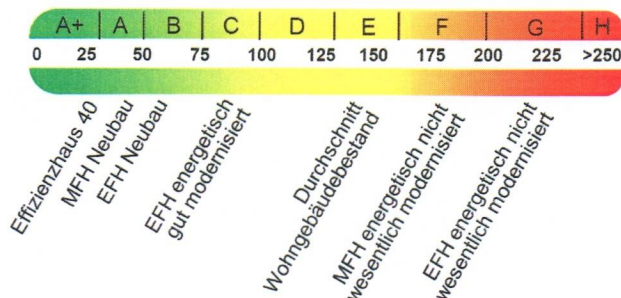 A+ A B C D E F G H
0 25 50 75 100 125 150 175 200 225 >250
Effizienzhaus 40
MFH Neubau
EFH Neubau
EFH energetisch
gut modernisiert
Durchschnitt
Wohngebäudebestand
MFH energetisch nicht
wesentlich modernisiert
EFH energetisch nicht
wesentlich modernisiert